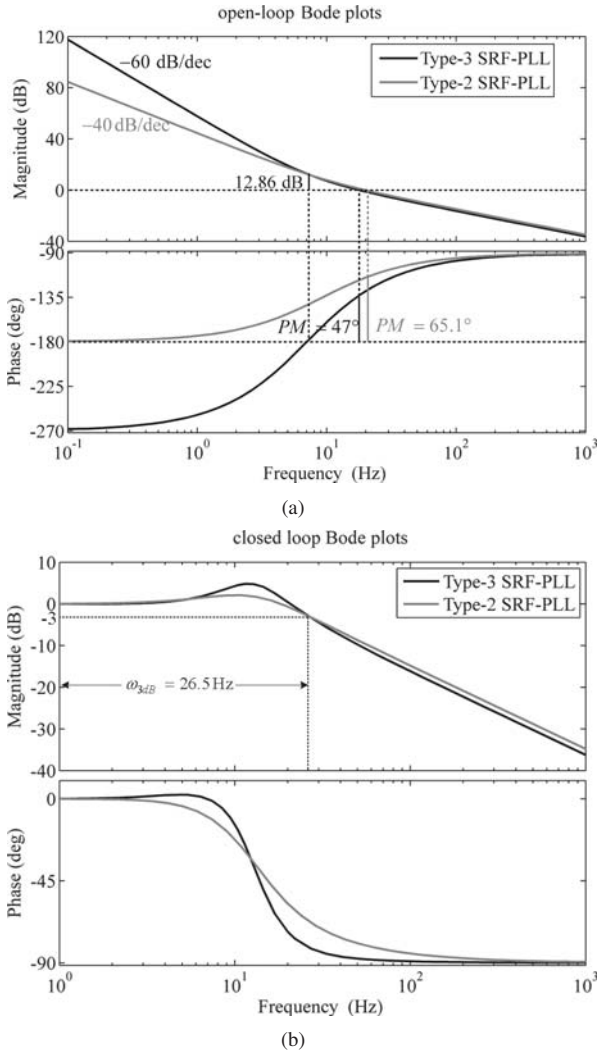 open-loop Bode plots
120
80
40
0
-40
Magnitude (dB)
−60 dB/dec
−40 dB/dec
12.86 dB
Type-3 SRF-PLL
Type-2 SRF-PLL
-90
-135
-180
-225
-270
Phase (deg)
PM = 47°
PM = 65.1°
10^-1
10^0
10^1
10^2
10^3
Frequency (Hz)
(a)
closed loop Bode plots
10
0
-3
-10
-20
-30
-40
Magnitude (dB)
ω3dB = 26.5Hz
Type-3 SRF-PLL
Type-2 SRF-PLL
0
-45
-90
Phase (deg)
10^0
10^1
10^2
10^3
Frequency (Hz)
(b)